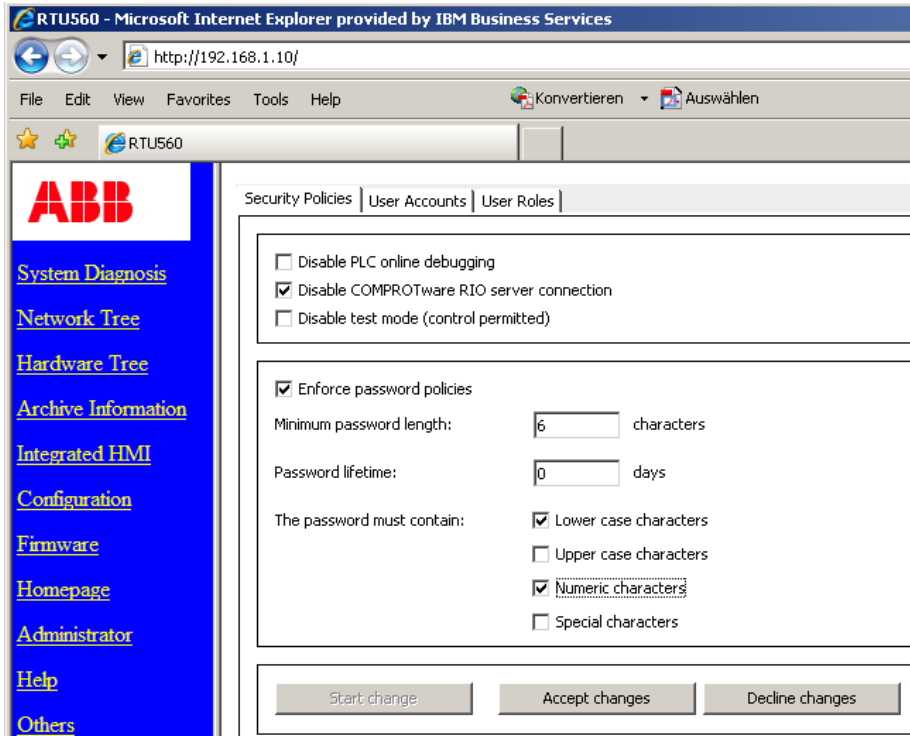 RTU560 - Microsoft Internet Explorer provided by IBM Business Services
http://192.168.1.10/
File Edit View Favorites Tools Help Konvertieren Auswählen
RTU560
ABB
System Diagnosis
Network Tree
Hardware Tree
Archive Information
Integrated HMI
Configuration
Firmware
Homepage
Administrator
Help
Others
Security Policies User Accounts User Roles
Disable PLC online debugging
Disable COMPROTware RIO server connection
Disable test mode (control permitted)
Enforce password policies
Minimum password length: 6 characters
Password lifetime: 0 days
The password must contain: Lower case characters
Upper case characters
Numeric characters
Special characters
Start change Accept changes Decline changes